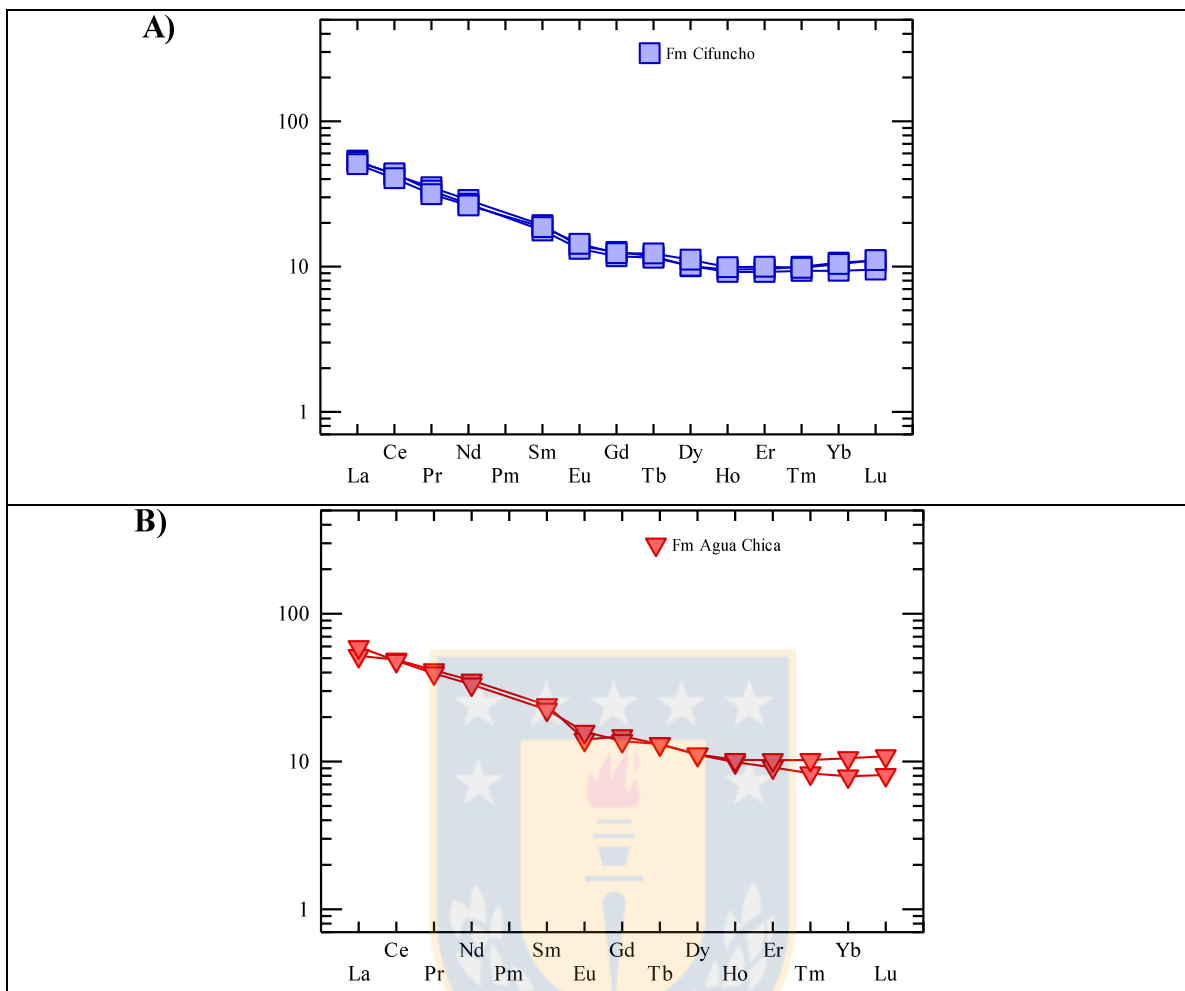 A)
Fm Cifuncho
100
10
1
Ce Nd Sm Gd Dy Er Yb
La Pr Pm Eu Tb Ho Tm Lu
B)
Fm Agua Chica
100
10
1
Ce Nd Sm Gd Dy Er Yb
La Pr Pm Eu Tb Ho Tm Lu